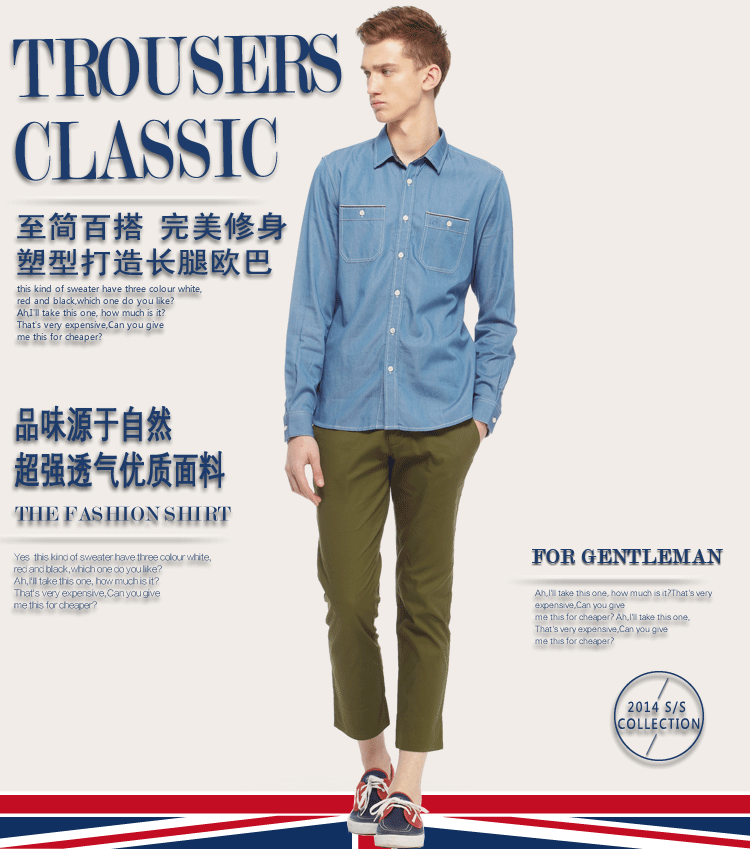 TROUSERS
CLASSIC
至简百搭 完美修身
塑型打造长腿欧巴
this kind of sweater have three colour white,
red and black,which one do you like?
Ah,I'll take this one, how much is it?
That's very expensive,Can you give
me this for cheaper?
品味源于自然
超强透气优质面料
THE FASHION SHIRT
Yes this kind of sweater have three colour white,
red and black,which one do you like?
Ah,I'll take this one, how much is it?
That's very expensive,Can you give
me this for cheaper?
FOR GENTLEMAN
Ah,I'll take this one, how much is it?That's very
expensive,Can you give
me this for cheaper? Ah,I'll take this one,
That's very expensive,Can you give
me this for cheaper?
2014 S/S
COLLECTION